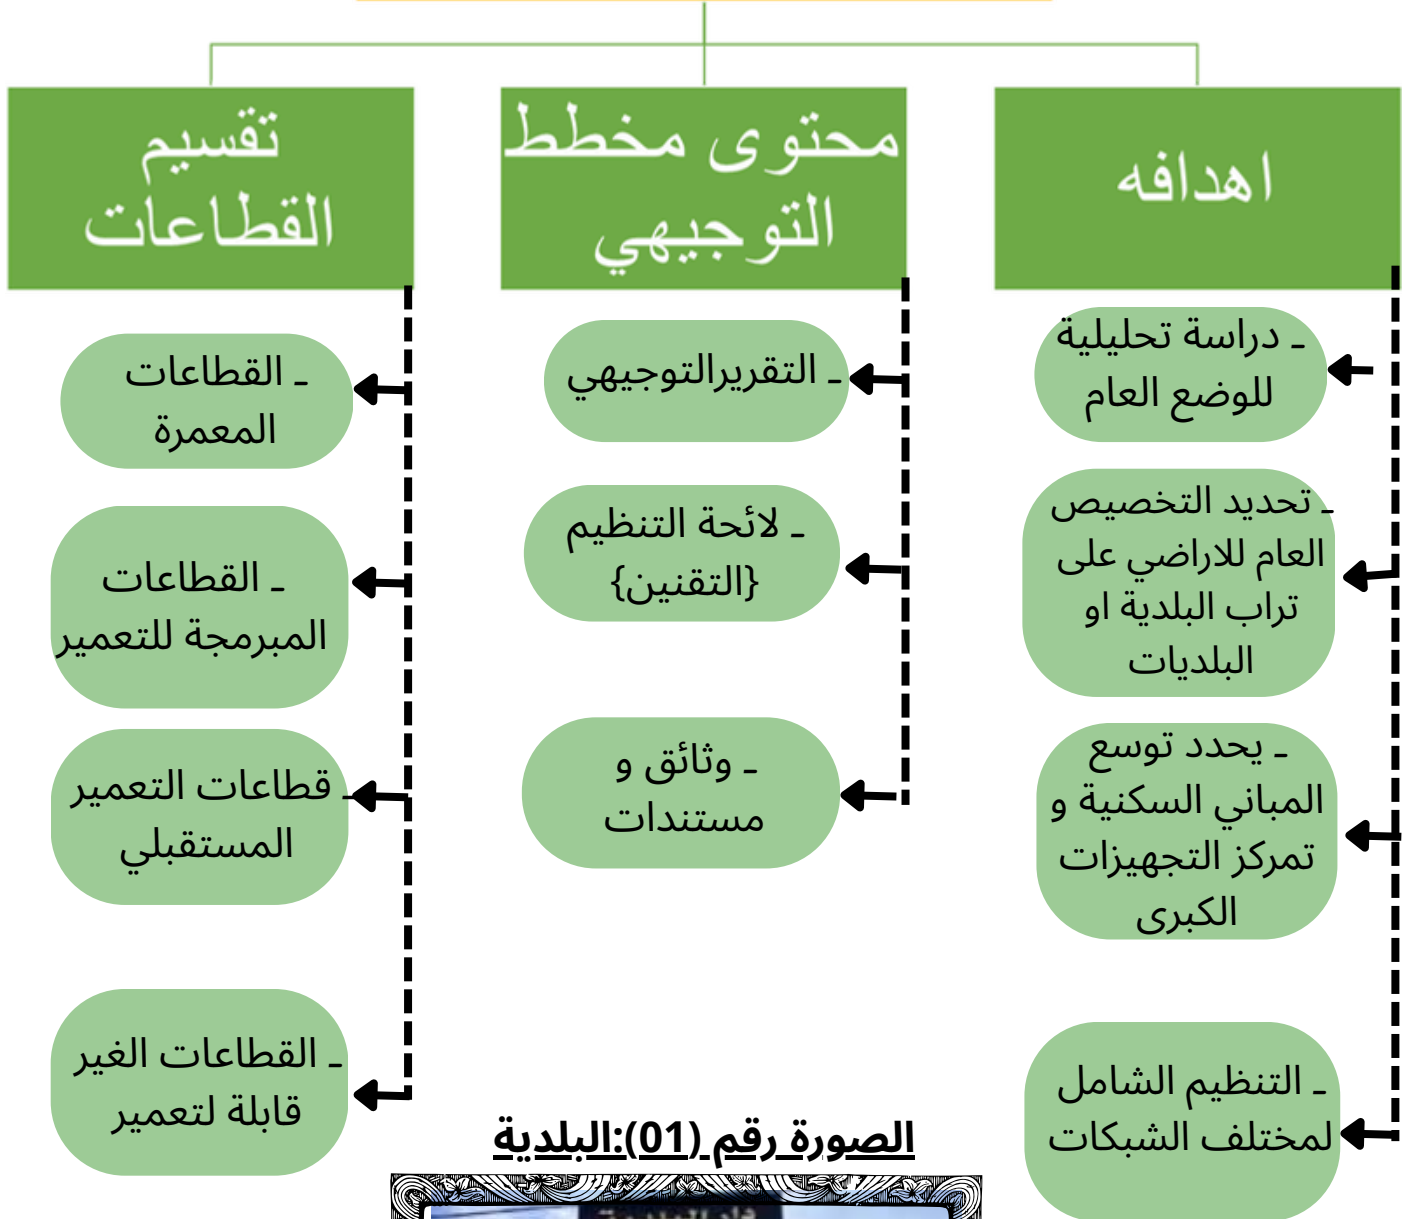 اهدافه
ـ دراسة تحليلية
للوضع العام
ـ تحديد التخصيص
العام للاراضي على
تراب البلدية او
البلديات
ـ يحدد توسع
المباني السكنية و
تمركز التجهيزات
الكبرى
ـ التنظيم الشامل
لمختلف الشبكات
محتوى مخطط
التوجيهي
ـ التقريرالتوجيهي
ـ لائحة التنظيم
{التقنين}
ـ وثائق و
مستندات
تقسيم
القطاعات
ـ القطاعات
المعمرة
ـ القطاعات
المبرمجة للتعمير
ـ قطاعات التعمير
المستقبلي
ـ القطاعات الغير
قابلة لتعمير
الصورة رقم (01):البلدية